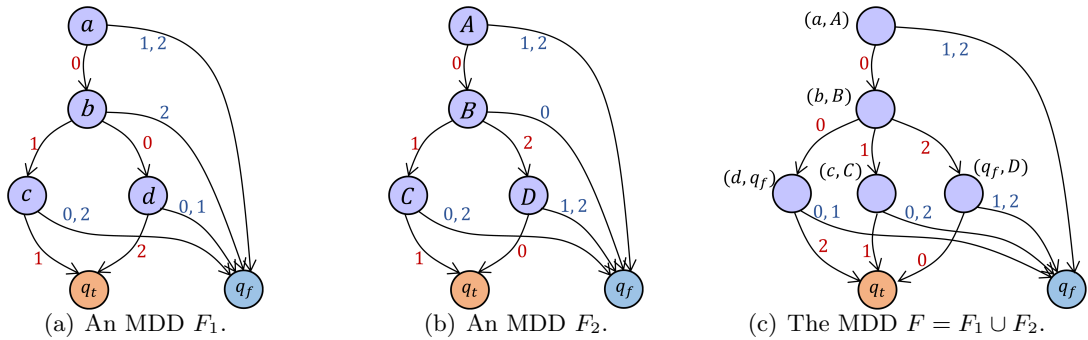 a
1, 2
0
b
2
1
0
c
d
0, 2
0, 1
1
2
q_t
q_f
(a) An MDD F_1.
A
1, 2
0
B
0
1
2
C
D
0, 2
1, 2
1
0
q_t
q_f
(b) An MDD F_2.
(a, A)
1, 2
0
(b, B)
0
1
2
(d, q_f)
(c, C)
(q_f, D)
0, 1
0, 2
1, 2
2
1
0
q_t
q_f
(c) The MDD F = F_1 ∪ F_2.